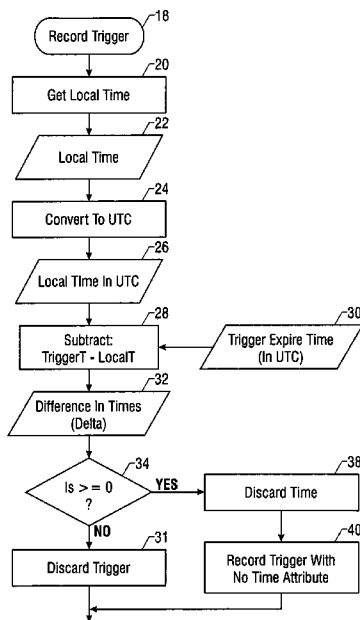 18
Record Trigger
20
Get Local Time
22
Local Time
24
Convert To UTC
26
Local TIme In UTC
28
Subtract:
TriggerT - LocalT
30
Trigger Expire Time
(In UTC)
32
Difference In Times
(Delta)
34
Is > = 0
?
YES
NO
38
Discard Time
31
Discard Trigger
40
Record Trigger With
No Time Attribute